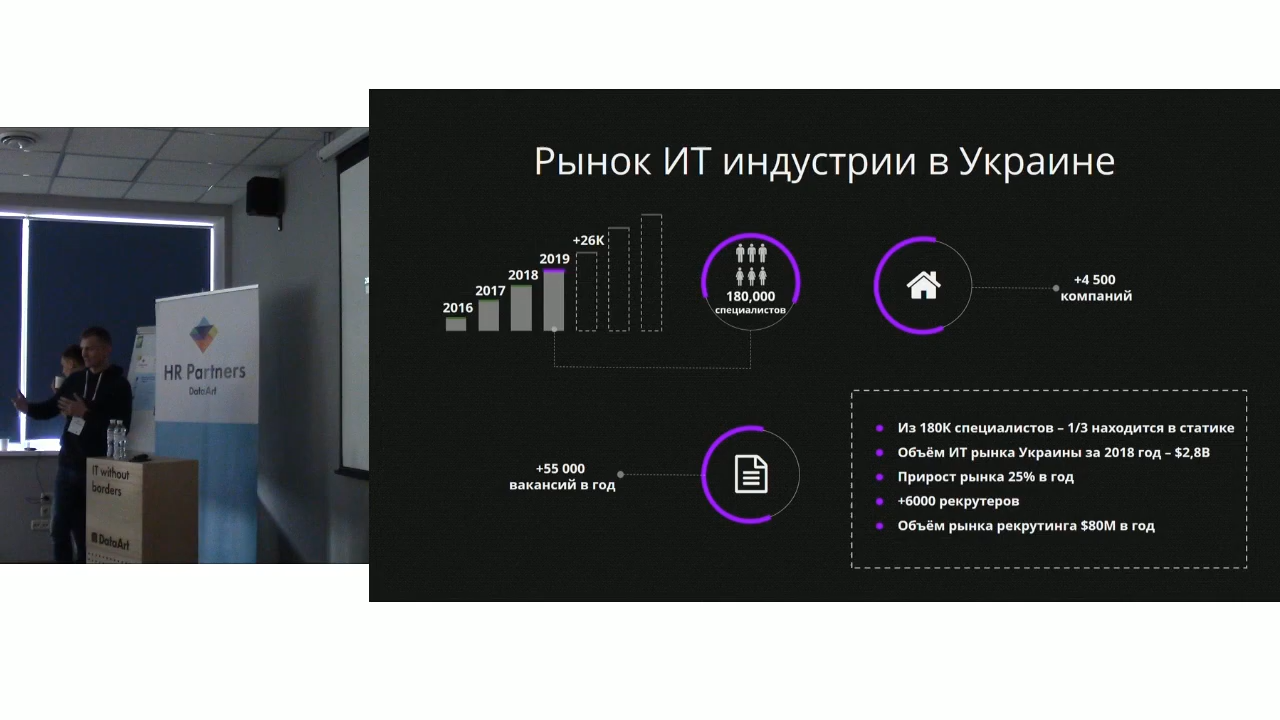 Рынок ИТ индустрии в Украине
+26K
2019
2018
2017
2016
180,000
специалистов
+4 500
компаний
+55 000
вакансий в год
Из 180K специалистов – 1/3 находится в статике
Объём ИТ рынка Украины за 2018 год – $2,8B
Прирост рынка 25% в год
+6000 рекрутеров
Объём рынка рекрутинга $80M в год
HR Partners
DataArt
IT without
borders
DataArt